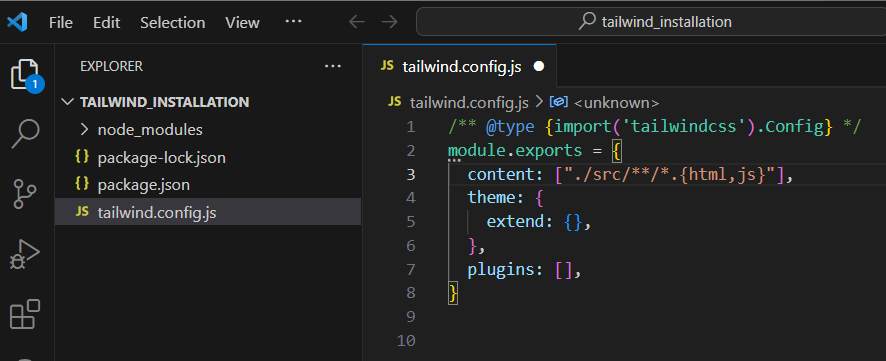 File Edit Selection View ··· tailwind_installation
EXPLORER ···
TAILWIND_INSTALLATION
node_modules
{} package-lock.json
{} package.json
JS tailwind.config.js
1
JS tailwind.config.js
JS tailwind.config.js > <unknown>
1 /** @type {import('tailwindcss').Config} */
2 module.exports = {
3 content: ["./src/**/*.{html,js}"],
4 theme: {
5 extend: {},
6 },
7 plugins: [],
8 }
9
10